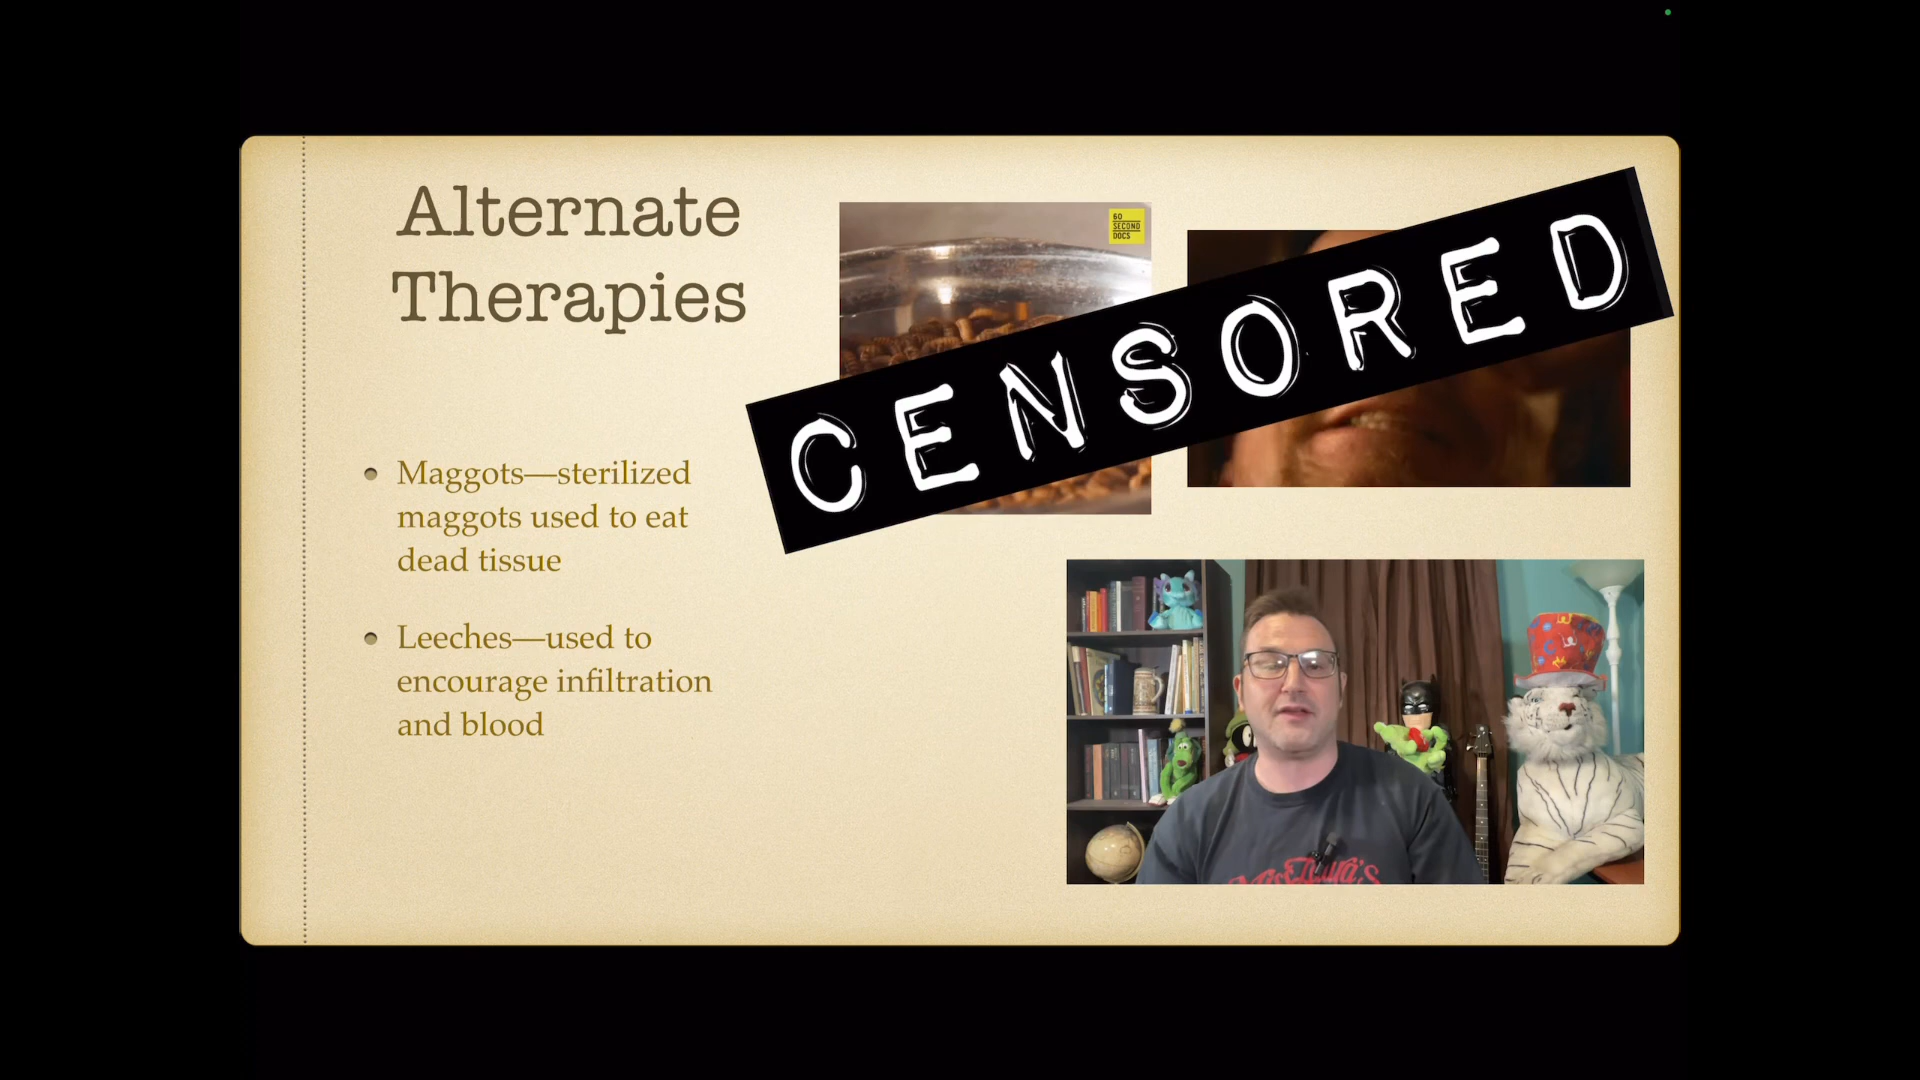 Alternate
Therapies
60
SECOND
DOCS
CENSORED
Maggots—sterilized
maggots used to eat
dead tissue
Leeches—used to
encourage infiltration
and blood